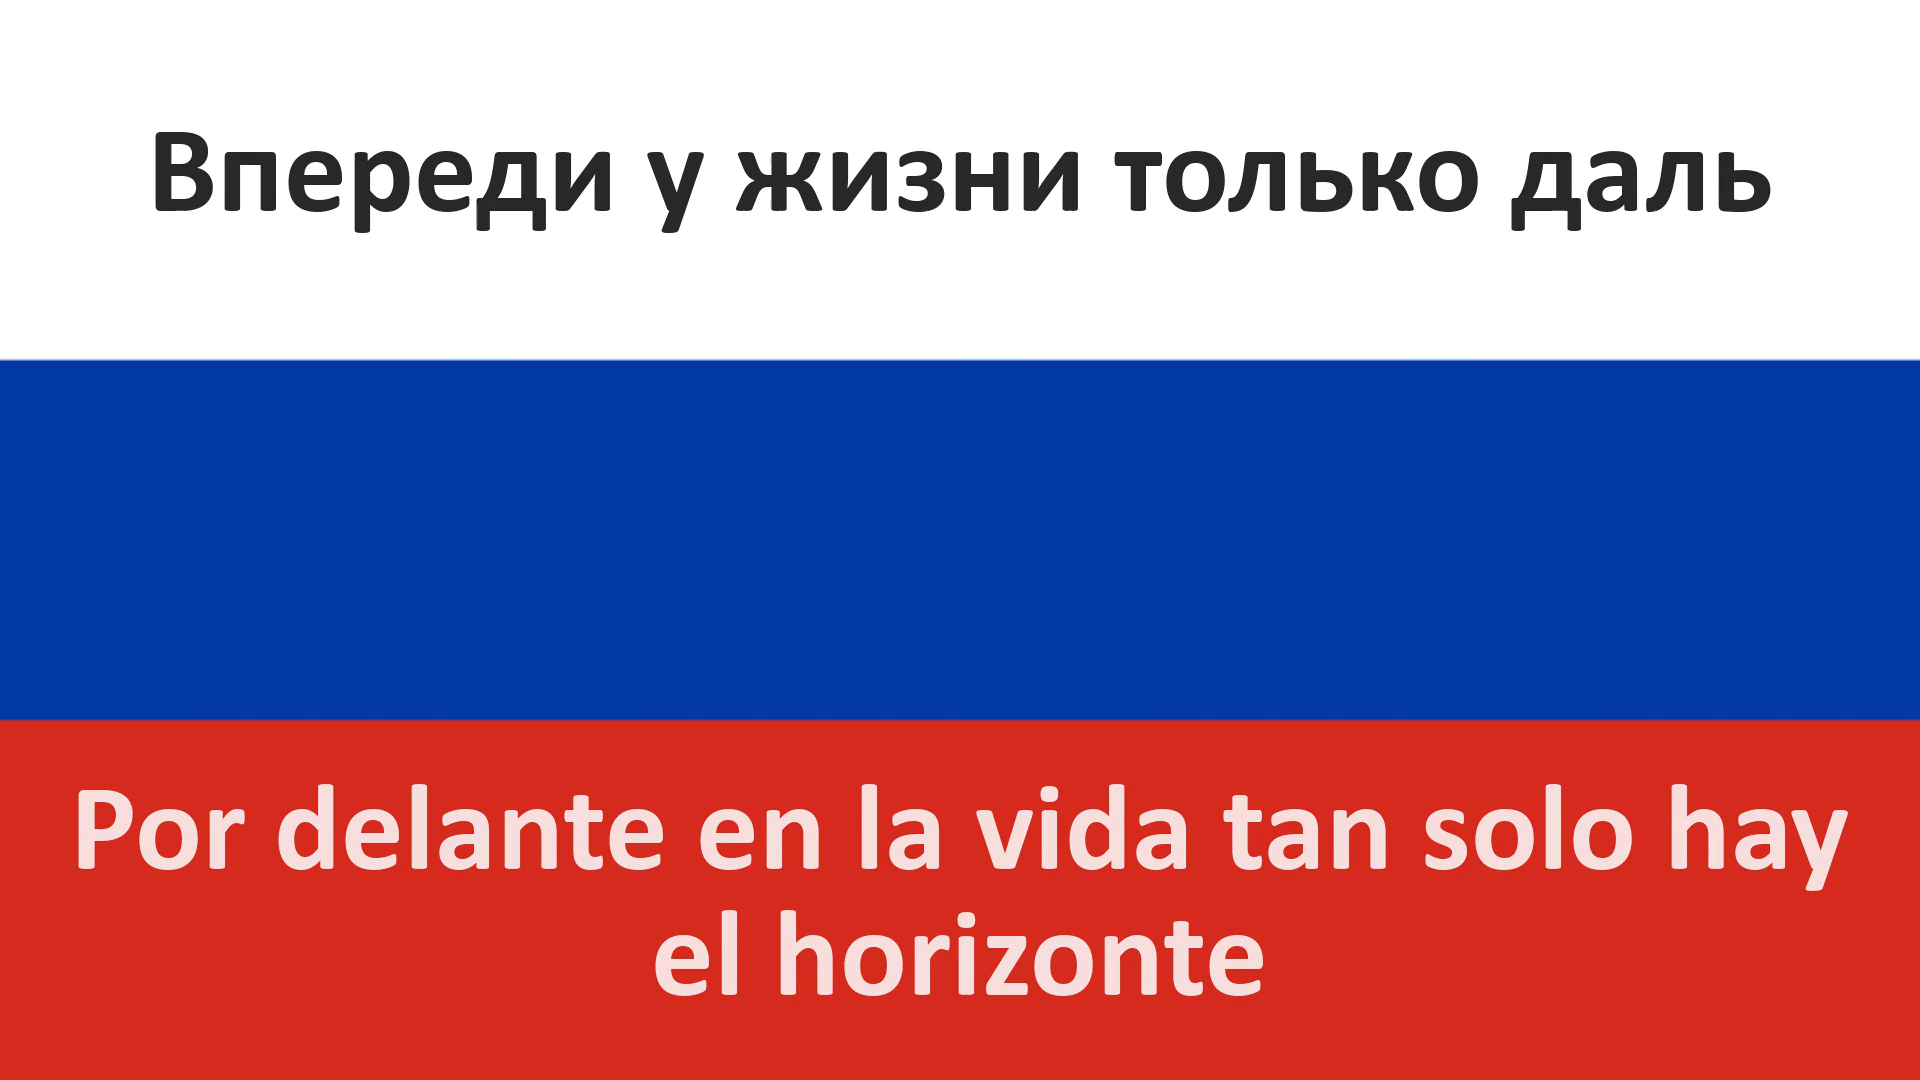 Впереди у жизни только даль
Por delante en la vida tan solo hay
el horizonte